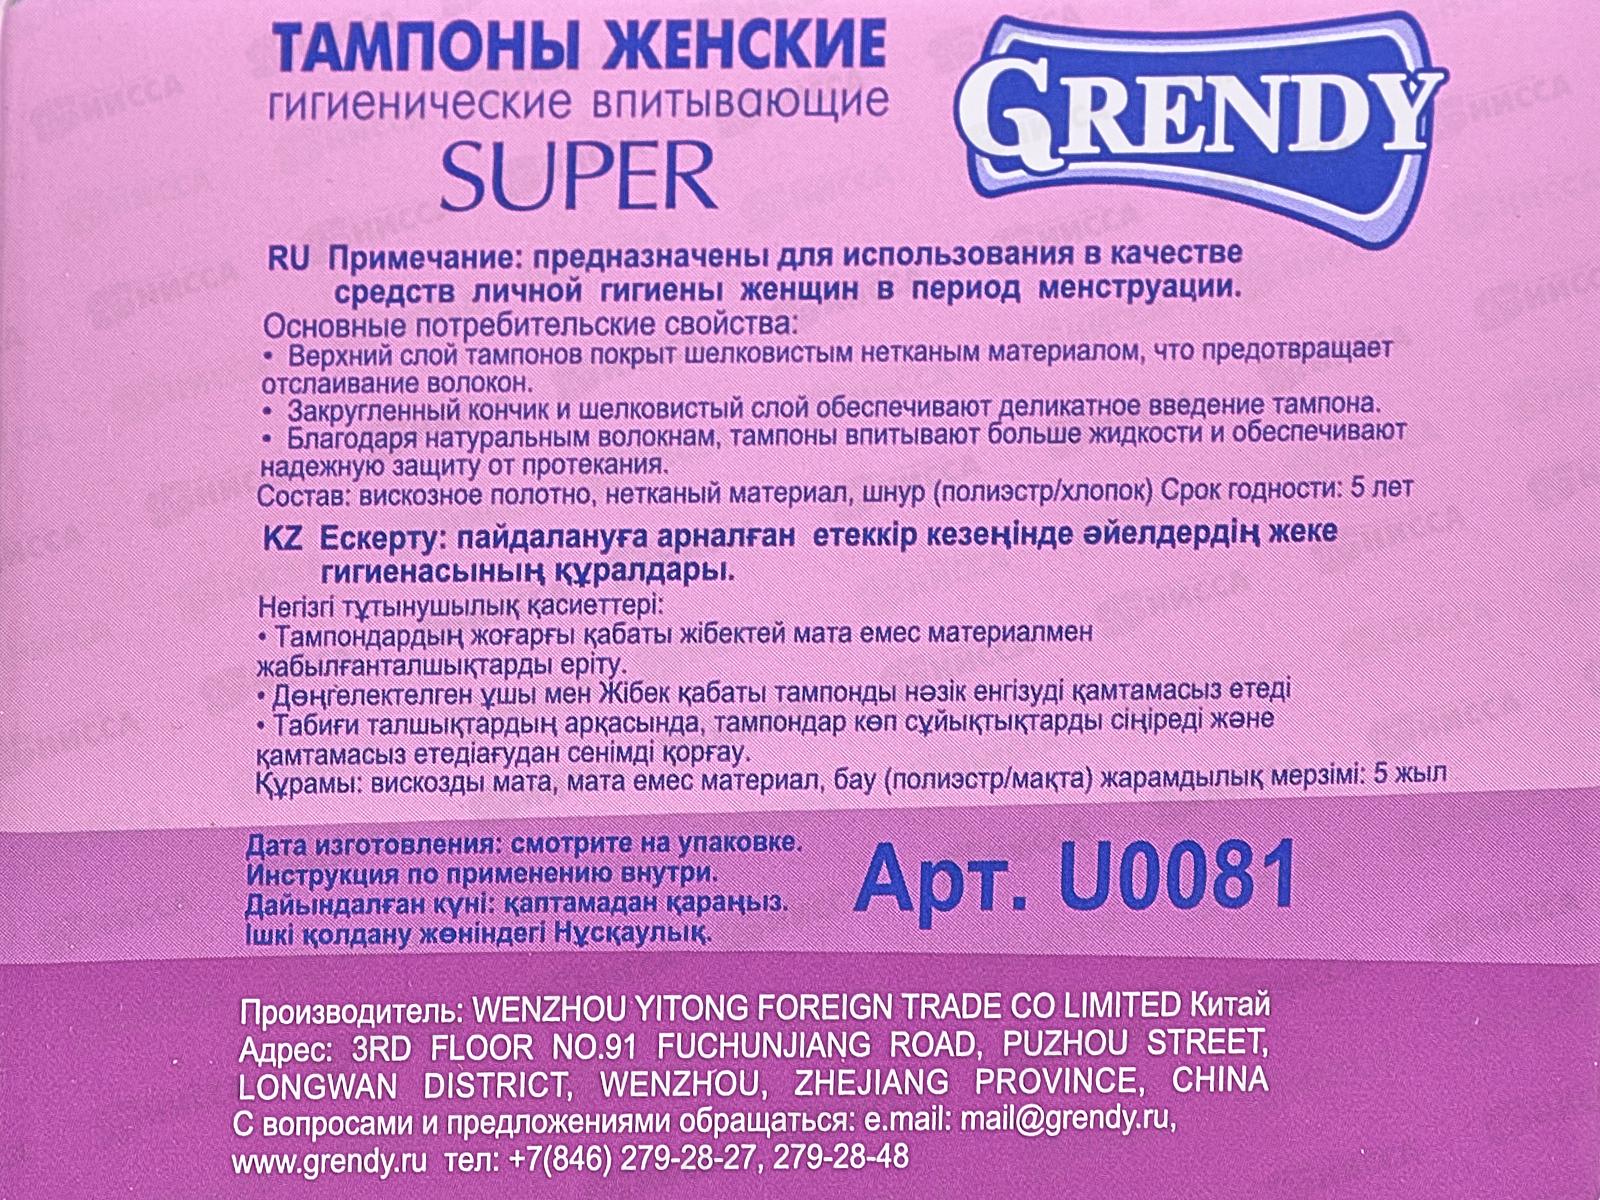 ТАМПОНЫ ЖЕНСКИЕ
гигиенические впитывающие
SUPER
GRENDY
RU Примечание: предназначены для использования в качестве
средств личной гигиены женщин в период менструации.
Основные потребительские свойства:
• Верхний слой тампонов покрыт шелковистым нетканым материалом, что предотвращает
отслаивание волокон.
• Закругленный кончик и шелковистый слой обеспечивают деликатное введение тампона.
• Благодаря натуральным волокнам, тампоны впитывают больше жидкости и обеспечивают
надежную защиту от протекания.
Состав: вискозное полотно, нетканый материал, шнур (полиэстр/хлопок) Срок годности: 5 лет
KZ Ескерту: пайдалануға арналған етеккір кезеңінде әйелдердің жеке
гигиенасының құралдары.
Негізгі тұтынушылық қасиеттері:
• Тампондардың жоғарғы қабаты жібектей мата емес материалмен
жабылғанталшықтарды еріту.
• Дөңгелектелген ұшы мен Жібек қабаты тампонды нәзік енгізуді қамтамасыз етеді
• Табиғи талшықтардың арқасында, тампондар көп сұйықтықтарды сіңіреді және
қамтамасыз етедіағудан сенімді қорғау.
Құрамы: вискозды мата, мата емес материал, бау (полиэстр/мақта) жарамдылық мерзімі: 5 жыл
Дата изготовления: смотрите на упаковке.
Инструкция по применению внутри.
Дайындалған күні: қаптамадан қараңыз.
Ішкі қолдану жөніндегі Нұсқаулық.
Арт. U0081
Производитель: WENZHOU YITONG FOREIGN TRADE CO LIMITED Китай
Адрес: 3RD FLOOR NO.91 FUCHUNJIANG ROAD, PUZHOU STREET,
LONGWAN DISTRICT, WENZHOU, ZHEJIANG PROVINCE, CHINA
С вопросами и предложениями обращаться: e.mail: mail@grendy.ru,
www.grendy.ru тел: +7(846) 279-28-27, 279-28-48